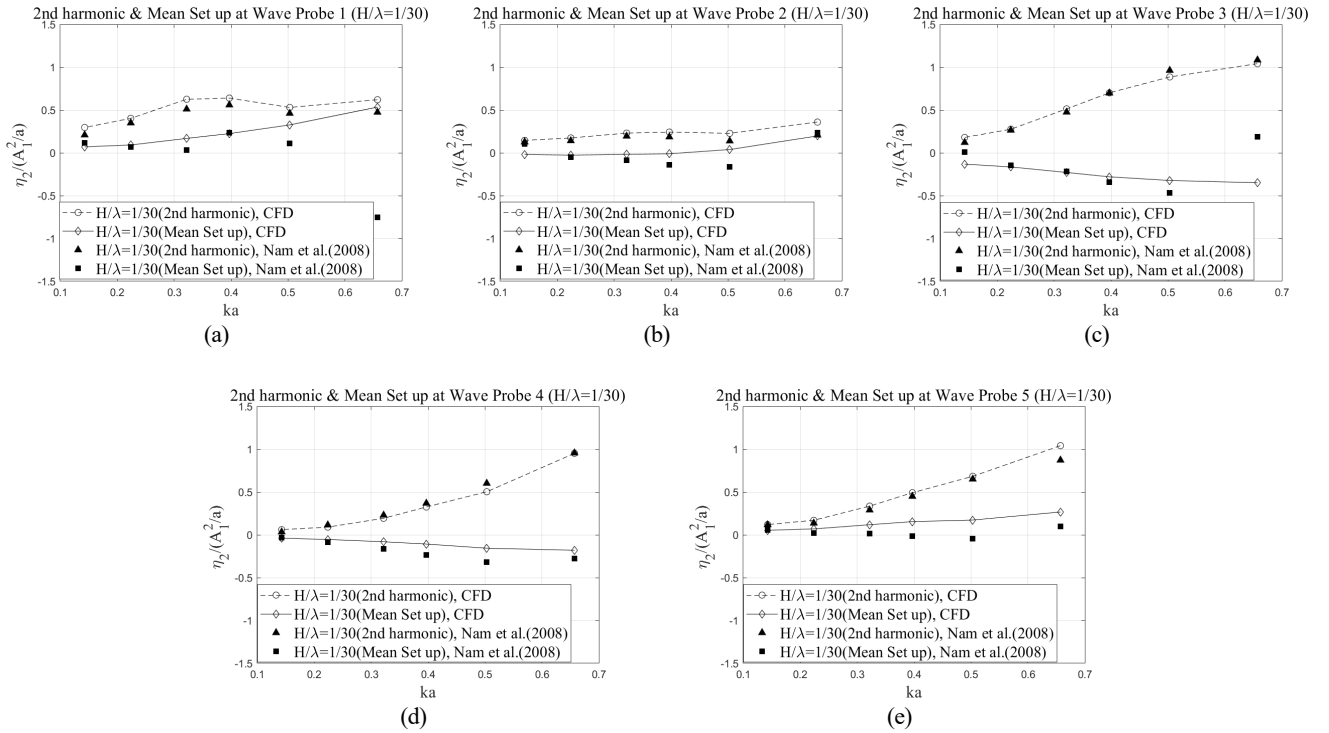 2nd harmonic & Mean Set up at Wave Probe 1 (H/λ=1/30)
1.5
1
0.5
0
-0.5
-1
-1.5
η₂/(A₁²/a)
H/λ=1/30(2nd harmonic), CFD
H/λ=1/30(Mean Set up), CFD
H/λ=1/30(2nd harmonic), Nam et al.(2008)
H/λ=1/30(Mean Set up), Nam et al.(2008)
0.1 0.2 0.3 0.4 0.5 0.6 0.7
ka
(a)
2nd harmonic & Mean Set up at Wave Probe 2 (H/λ=1/30)
1.5
1
0.5
0
-0.5
-1
-1.5
η₂/(A₁²/a)
H/λ=1/30(2nd harmonic), CFD
H/λ=1/30(Mean Set up), CFD
H/λ=1/30(2nd harmonic), Nam et al.(2008)
H/λ=1/30(Mean Set up), Nam et al.(2008)
0.1 0.2 0.3 0.4 0.5 0.6 0.7
ka
(b)
2nd harmonic & Mean Set up at Wave Probe 3 (H/λ=1/30)
1.5
1
0.5
0
-0.5
-1
-1.5
η₂/(A₁²/a)
H/λ=1/30(2nd harmonic), CFD
H/λ=1/30(Mean Set up), CFD
H/λ=1/30(2nd harmonic), Nam et al.(2008)
H/λ=1/30(Mean Set up), Nam et al.(2008)
0.1 0.2 0.3 0.4 0.5 0.6 0.7
ka
(c)
2nd harmonic & Mean Set up at Wave Probe 4 (H/λ=1/30)
1.5
1
0.5
0
-0.5
-1
-1.5
η₂/(A₁²/a)
H/λ=1/30(2nd harmonic), CFD
H/λ=1/30(Mean Set up), CFD
H/λ=1/30(2nd harmonic), Nam et al.(2008)
H/λ=1/30(Mean Set up), Nam et al.(2008)
0.1 0.2 0.3 0.4 0.5 0.6 0.7
ka
(d)
2nd harmonic & Mean Set up at Wave Probe 5 (H/λ=1/30)
1.5
1
0.5
0
-0.5
-1
-1.5
η₂/(A₁²/a)
H/λ=1/30(2nd harmonic), CFD
H/λ=1/30(Mean Set up), CFD
H/λ=1/30(2nd harmonic), Nam et al.(2008)
H/λ=1/30(Mean Set up), Nam et al.(2008)
0.1 0.2 0.3 0.4 0.5 0.6 0.7
ka
(e)